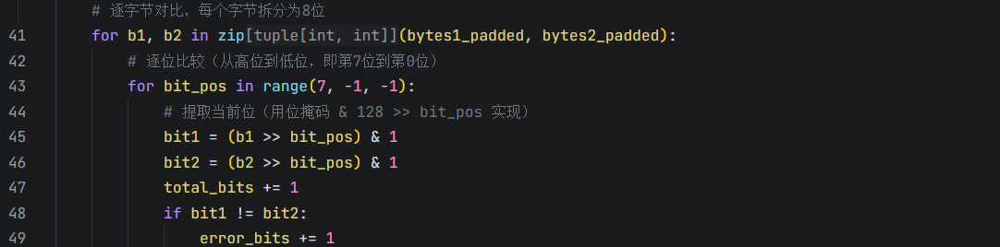 # 逐字节对比，每个字节拆分为8位
41 for b1, b2 in zip[tuple[int, int]](bytes1_padded, bytes2_padded):
42 # 逐位比较（从高位到低位，即第7位到第0位）
43 for bit_pos in range(7, -1, -1):
44 # 提取当前位（用位掩码 & 128 >> bit_pos 实现）
45 bit1 = (b1 >> bit_pos) & 1
46 bit2 = (b2 >> bit_pos) & 1
47 total_bits += 1
48 if bit1 != bit2:
49 error_bits += 1